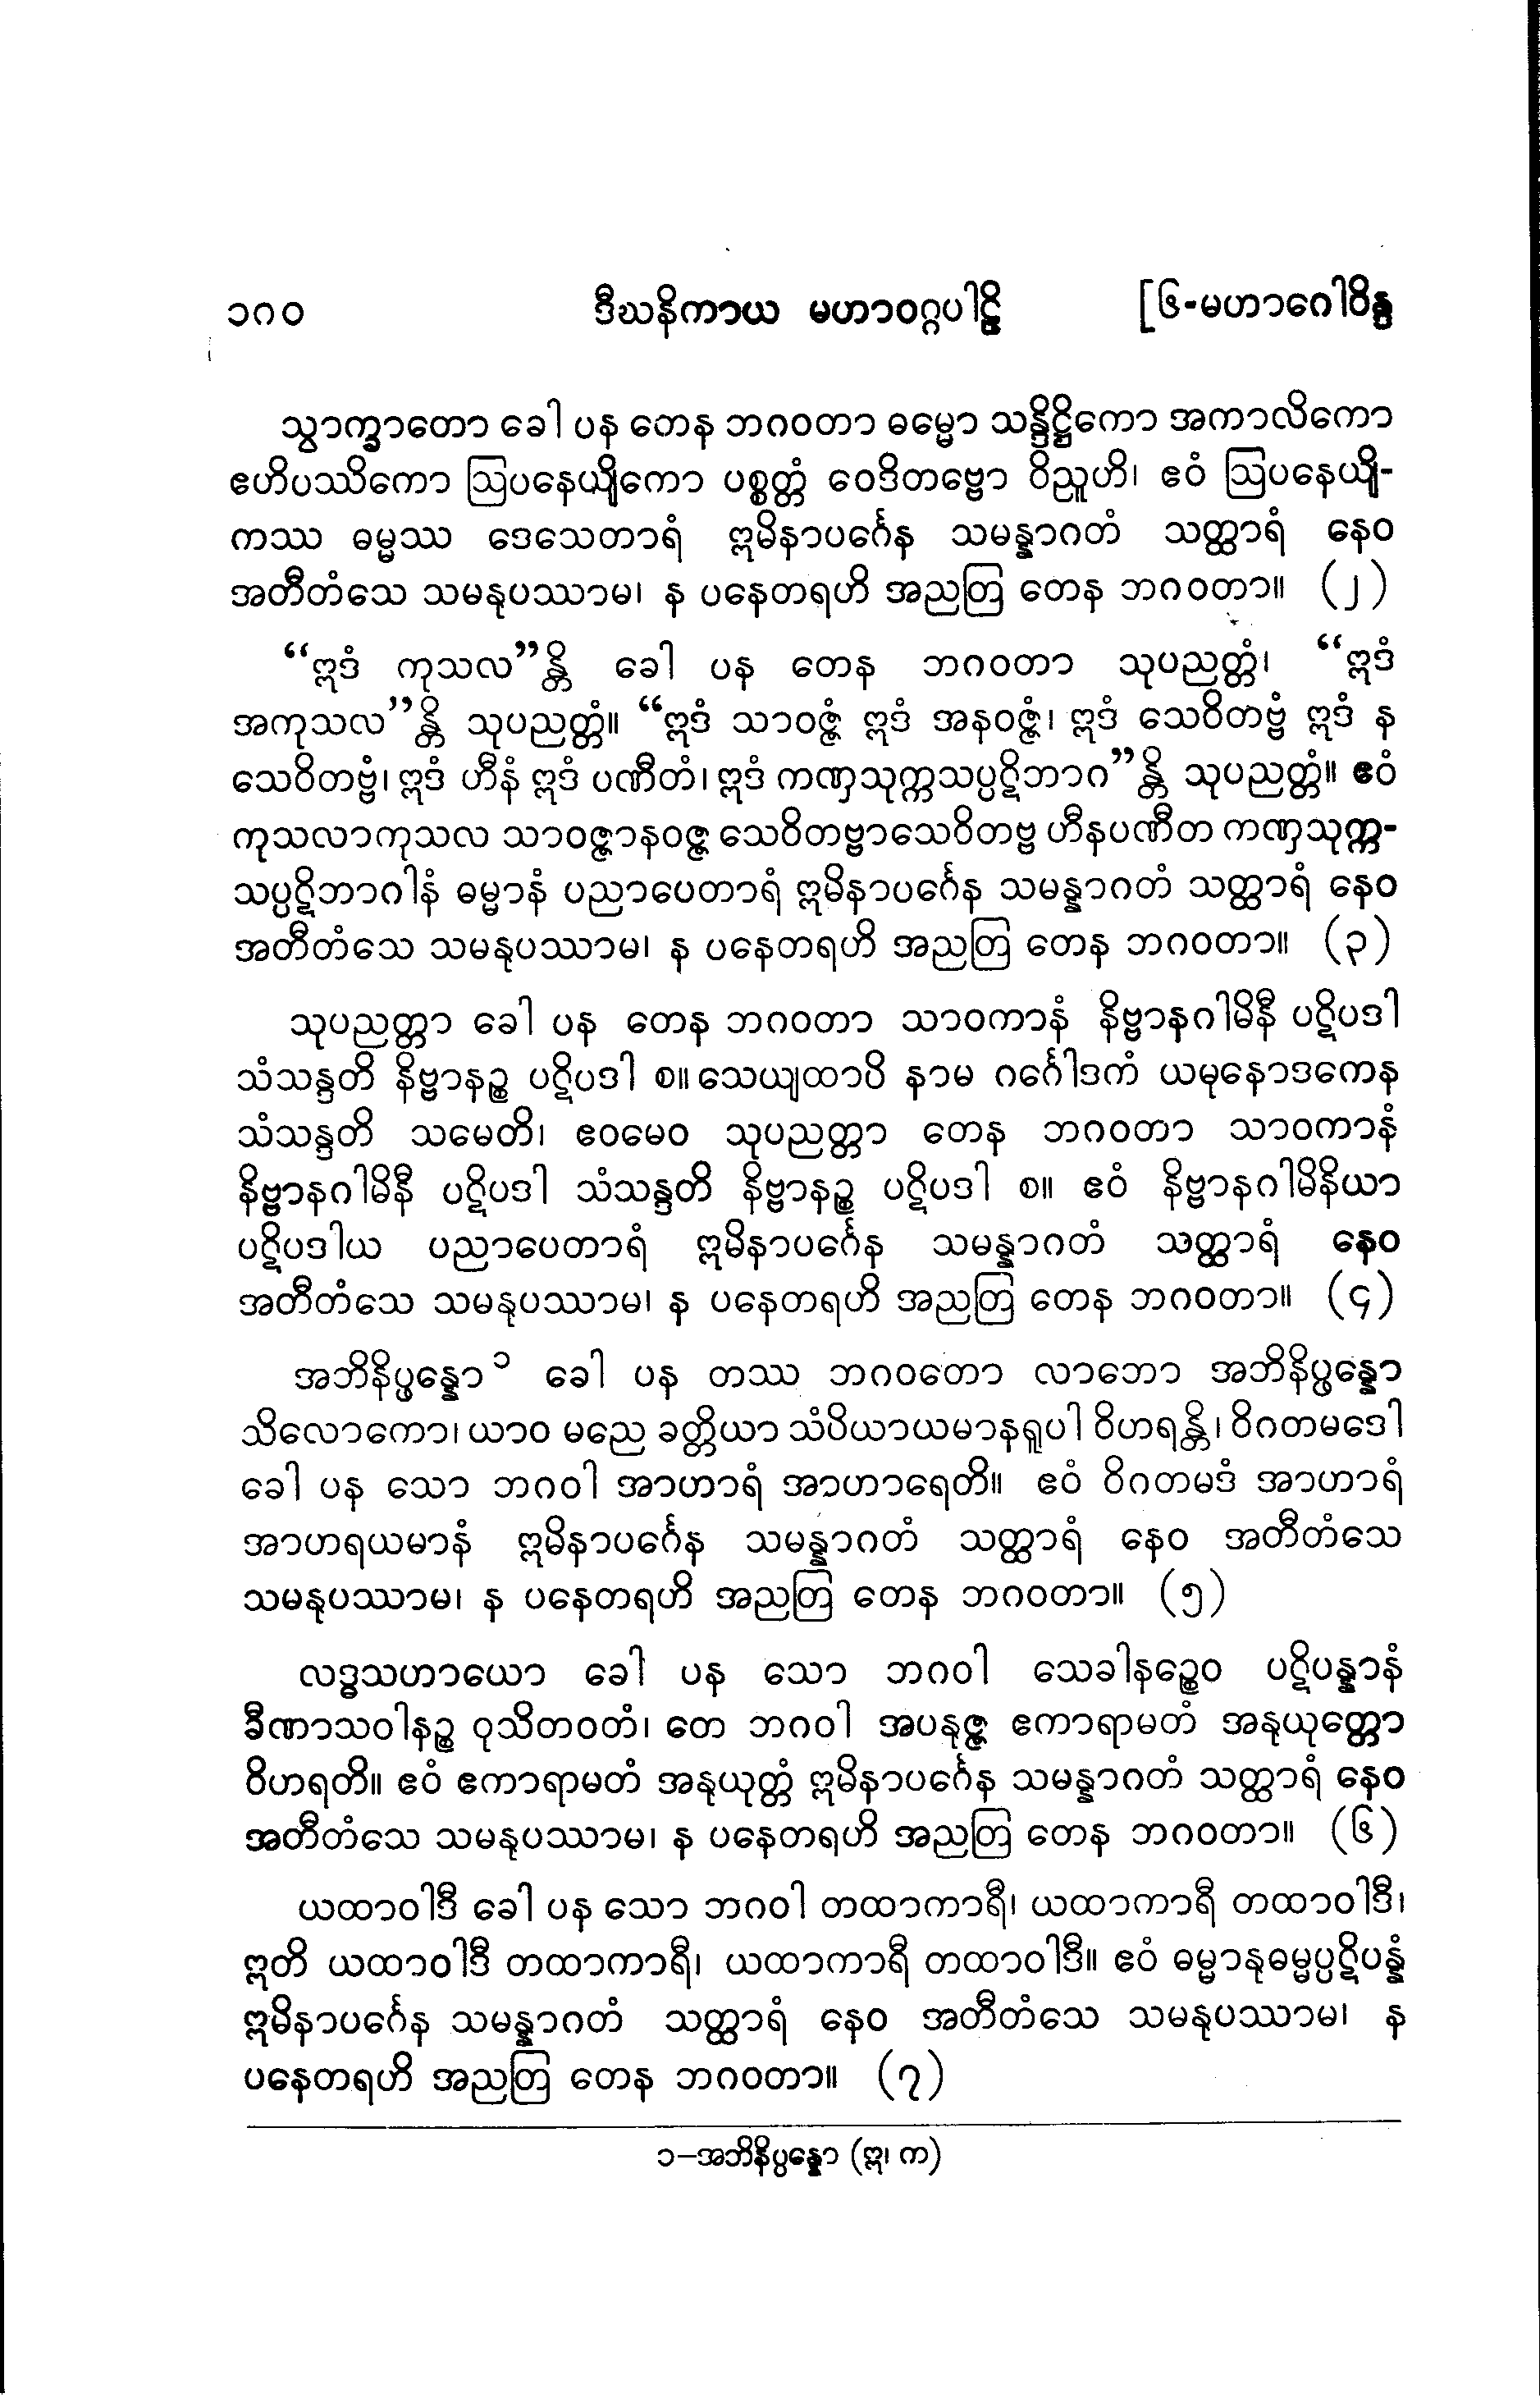 ၁၈၀ ဒီဃနိကာယ မဟာဝဂ္ဂပါဠိ [၆-မဟာဂေါဝိန္ဒ
သွာက္ခာတော ခေါ ပန တေန ဘဂဝတာ ဓမ္မော သန္ဒိဋ္ဌိကော အကာလိကော
ဧဟိပဿိကော ဩပနေယျိကော ပစ္စတ္တံ ဝေဒိတဗ္ဗော ဝိညူဟိ၊ ဧဝံ ဩပနေယျိ-
ကဿ ဓမ္မဿ ဒေသေတာရံ ဣမိနာပင်္ဂေန သမန္နာဂတံ သတ္ထာရံ နေဝ
အတီတံသေ သမနုပဿာမ၊ န ပနေတရဟိ အညတြ တေန ဘဂဝတာ။ (၂)
“ဣဒံ ကုသလ”န္တိ ခေါ ပန တေန ဘဂဝတာ သုပညတ္တံ၊ “ဣဒံ
အကုသလ”န္တိ သုပညတ္တံ။ “ဣဒံ သာဝဇ္ဇံ ဣဒံ အနဝဇ္ဇံ၊ ဣဒံ သေဝိတဗ္ဗံ ဣဒံ န
သေဝိတဗ္ဗံ၊ ဣဒံ ဟီနံ ဣဒံ ပဏီတံ၊ ဣဒံ ကဏှသုက္ကသပ္ပဋိဘာဂ”န္တိ သုပညတ္တံ။ ဧဝံ
ကုသလာကုသလ သာဝဇ္ဇာနဝဇ္ဇ သေဝိတဗ္ဗာသေဝိတဗ္ဗ ဟီနပဏီတ ကဏှသုက္က-
သပ္ပဋိဘာဂါနံ ဓမ္မာနံ ပညာပေတာရံ ဣမိနာပင်္ဂေန သမန္နာဂတံ သတ္ထာရံ နေဝ
အတီတံသေ သမနုပဿာမ၊ န ပနေတရဟိ အညတြ တေန ဘဂဝတာ။ (၃)
သုပညတ္တာ ခေါ ပန တေန ဘဂဝတာ သာဝကာနံ နိဗ္ဗာနဂါမိနီ ပဋိပဒါ
သံသန္ဒတိ နိဗ္ဗာနဉ္စ ပဋိပဒါ စ။ သေယျထာပိ နာမ ဂင်္ဂေါဒကံ ယမုနောဒကေန
သံသန္ဒတိ သမေတိ၊ ဧဝမေဝ သုပညတ္တာ တေန ဘဂဝတာ သာဝကာနံ
နိဗ္ဗာနဂါမိနီ ပဋိပဒါ သံသန္ဒတိ နိဗ္ဗာနဉ္စ ပဋိပဒါ စ။ ဧဝံ နိဗ္ဗာနဂါမိနိယာ
ပဋိပဒါယ ပညာပေတာရံ ဣမိနာပင်္ဂေန သမန္နာဂတံ သတ္ထာရံ နေဝ
အတီတံသေ သမနုပဿာမ၊ န ပနေတရဟိ အညတြ တေန ဘဂဝတာ။ (၄)
အဘိနိပ္ဖန္နော၁ ခေါ ပန တဿ ဘဂဝတော လာဘော အဘိနိပ္ဖန္နော
သိလောကော၊ ယာဝ မညေ ခတ္တိယာ သံပိယာယမာနရူပါ ဝိဟရန္တိ၊ ဝိဂတမဒေါ
ခေါ ပန သော ဘဂဝါ အာဟာရံ အာဟာရေတိ။ ဧဝံ ဝိဂတမဒံ အာဟာရံ
အာဟရယမာနံ ဣမိနာပင်္ဂေန သမန္နာဂတံ သတ္ထာရံ နေဝ အတီတံသေ
သမနုပဿာမ၊ န ပနေတရဟိ အညတြ တေန ဘဂဝတာ။ (၅)
လဒ္ဓသဟာယော ခေါ ပန သော ဘဂဝါ သေခါနဉ္စေဝ ပဋိပန္နာနံ
ခီဏာသဝါနဉ္စ ဝုသိတဝတံ၊ တေ ဘဂဝါ အပနုဇ္ဇ ဧကာရာမတံ အနုယုတ္တော
ဝိဟရတိ။ ဧဝံ ဧကာရာမတံ အနုယုတ္တံ ဣမိနာပင်္ဂေန သမန္နာဂတံ သတ္ထာရံ နေဝ
အတီတံသေ သမနုပဿာမ၊ န ပနေတရဟိ အညတြ တေန ဘဂဝတာ။ (၆)
ယထာဝါဒီ ခေါ ပန သော ဘဂဝါ တထာကာရီ၊ ယထာကာရီ တထာဝါဒီ၊
ဣတိ ယထာဝါဒီ တထာကာရီ၊ ယထာကာရီ တထာဝါဒီ။ ဧဝံ ဓမ္မာနုဓမ္မပ္ပဋိပန္နံ
ဣမိနာပင်္ဂေန သမန္နာဂတံ သတ္ထာရံ နေဝ အတီတံသေ သမနုပဿာမ၊ န
ပနေတရဟိ အညတြ တေန ဘဂဝတာ။ (၇)
၁–အဘိနိပ္ပန္နော (ဣ၊ က)